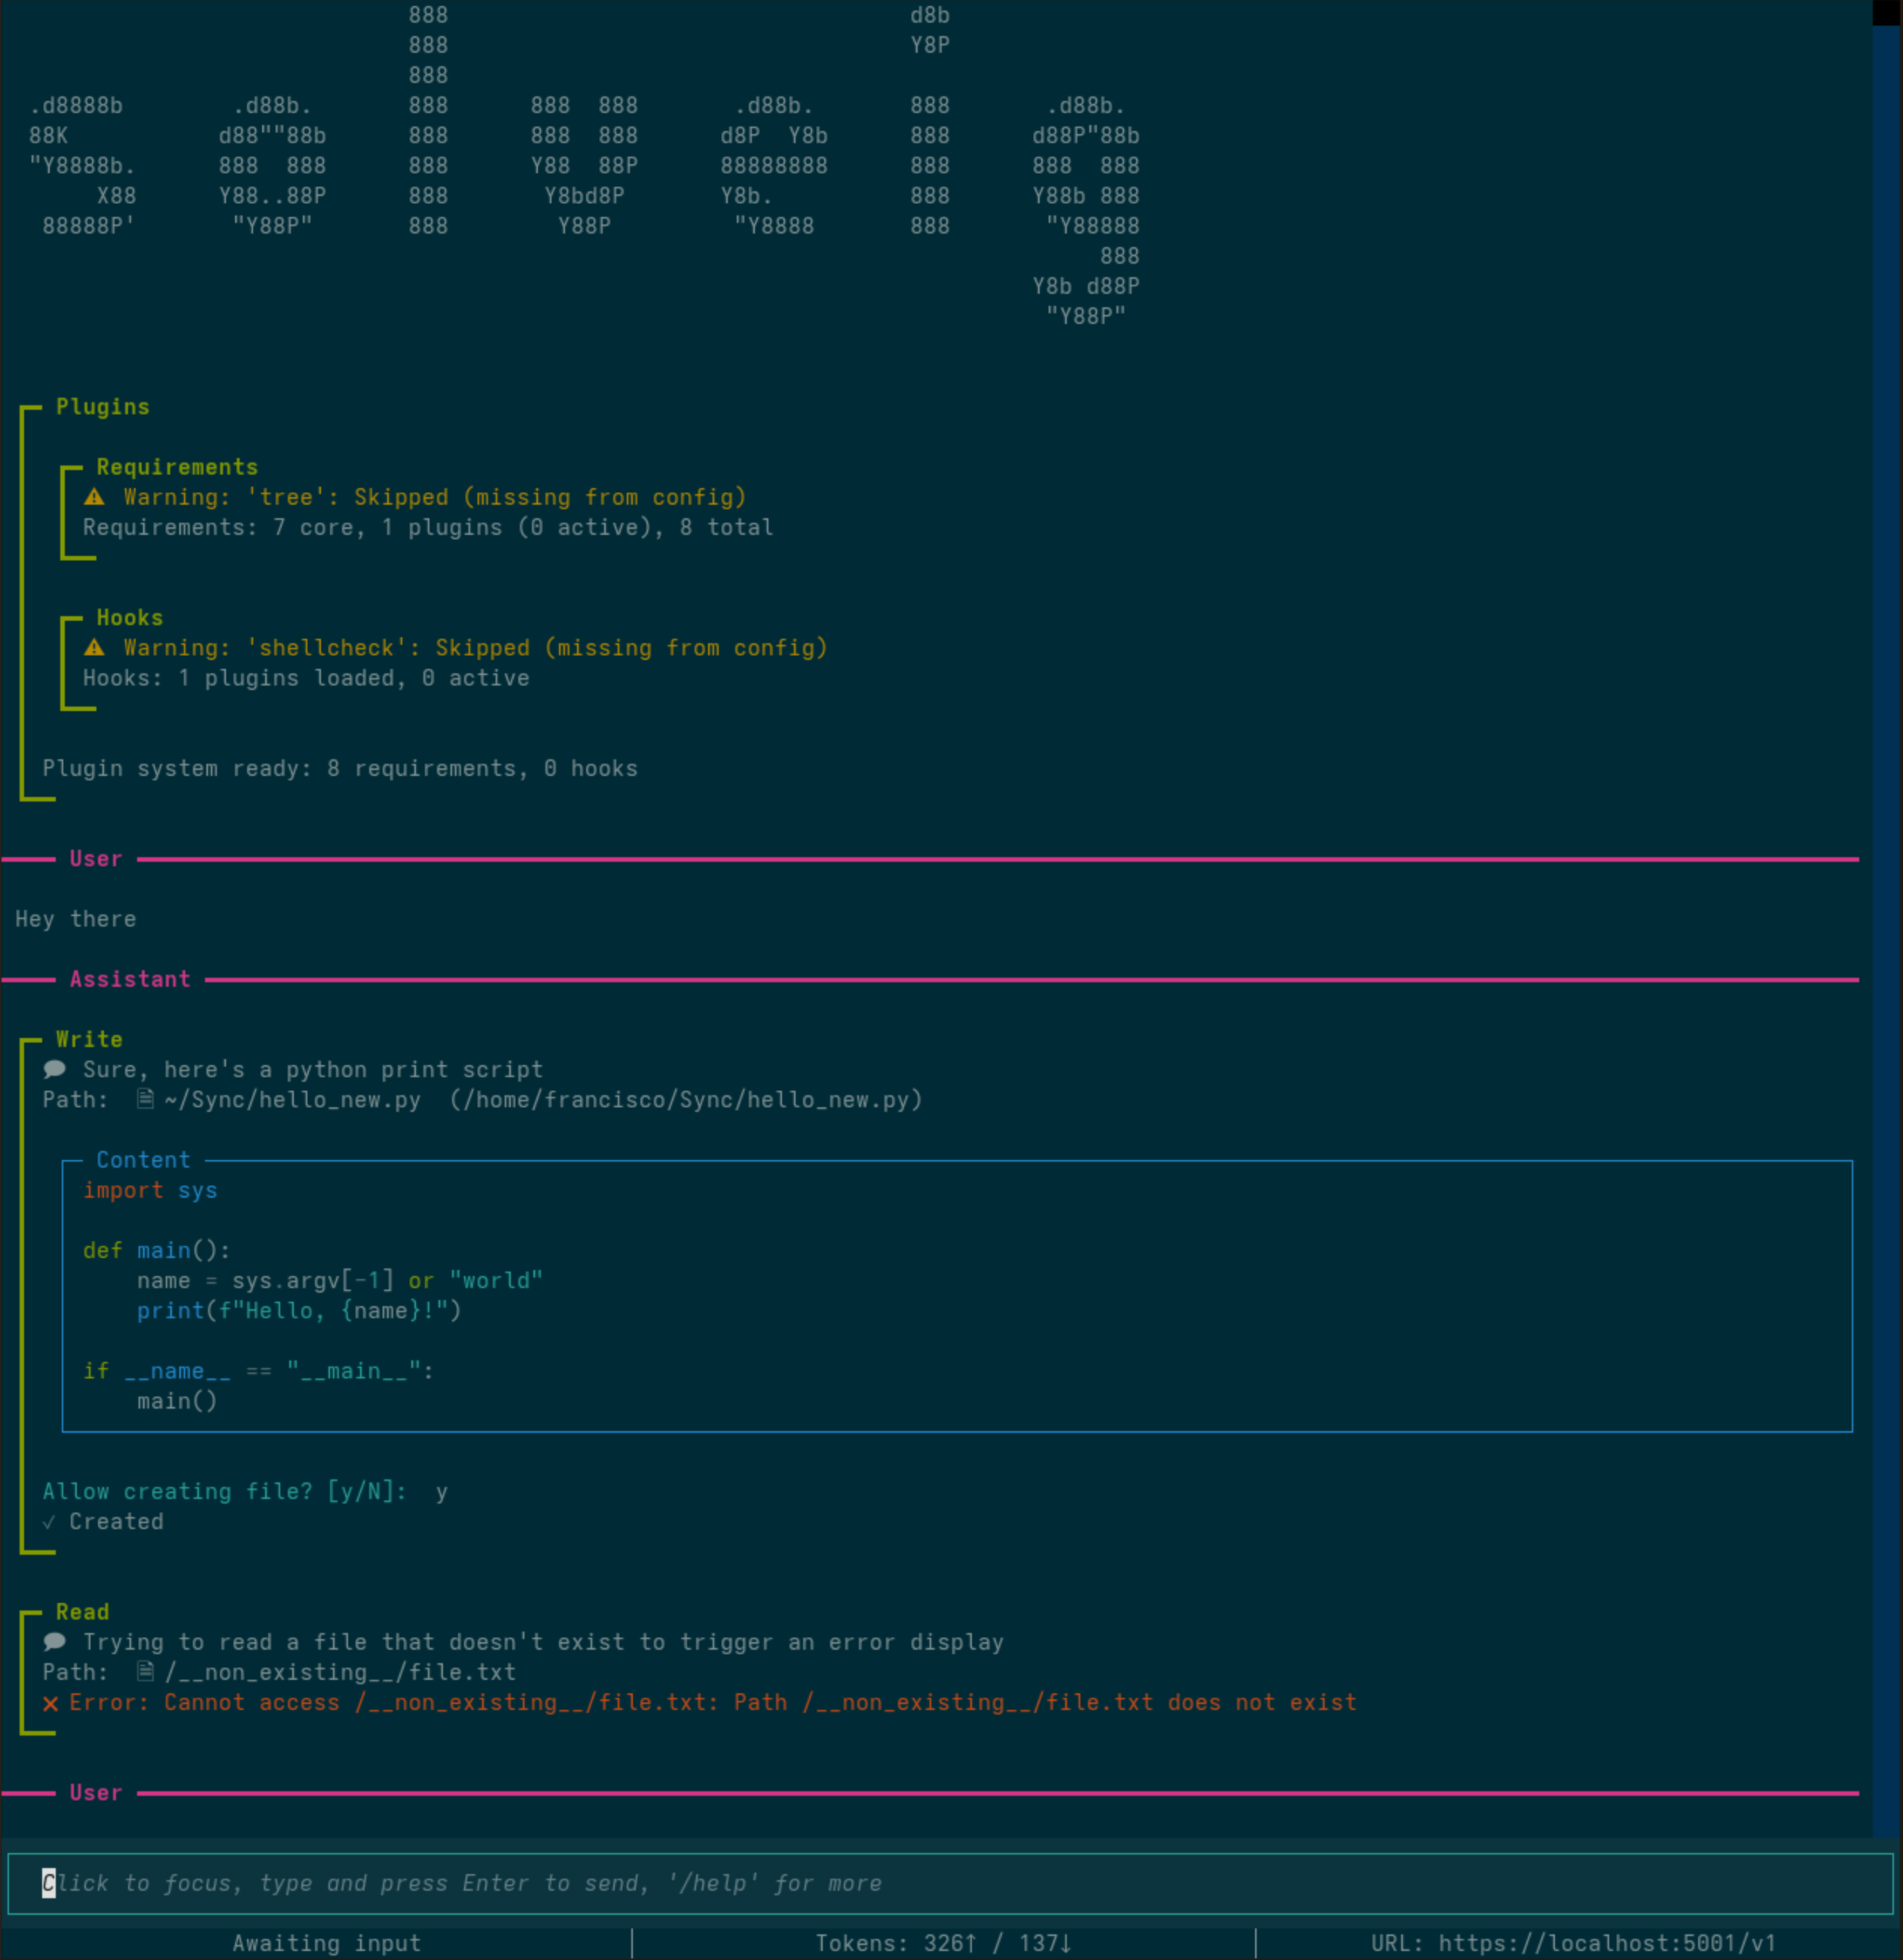 888                                  d8b
                              888                                  Y8P
                              888
  .d8888b        .d88b.       888      888  888       .d88b.       888      .d88b.
  88K           d88""88b      888      888  888      d8P  Y8b      888     d88P"88b
  "Y8888b.      888  888      888      Y88  88P      88888888      888     888  888
       X88      Y88..88P      888       Y8bd8P       Y8b.          888     Y88b 888
   88888P'       "Y88P"       888        Y88P         "Y8888       888      "Y88888
                                                                                888
                                                                           Y8b d88P
                                                                            "Y88P"
Plugins
Requirements
⚠ Warning: 'tree': Skipped (missing from config)
Requirements: 7 core, 1 plugins (0 active), 8 total
Hooks
⚠ Warning: 'shellcheck': Skipped (missing from config)
Hooks: 1 plugins loaded, 0 active
Plugin system ready: 8 requirements, 0 hooks
User
Hey there
Assistant
Write
Sure, here's a python print script
Path: ~/Sync/hello_new.py (/home/francisco/Sync/hello_new.py)
Content
import sys
def main():
    name = sys.argv[-1] or "world"
    print(f"Hello, {name}!")
if __name__ == "__main__":
    main()
Allow creating file? [y/N]: y
✓ Created
Read
Trying to read a file that doesn't exist to trigger an error display
Path: /__non_existing__/file.txt
✕ Error: Cannot access /__non_existing__/file.txt: Path /__non_existing__/file.txt does not exist
User
Click to focus, type and press Enter to send, '/help' for more
Awaiting input | Tokens: 326↑ / 137↓ | URL: https://localhost:5001/v1